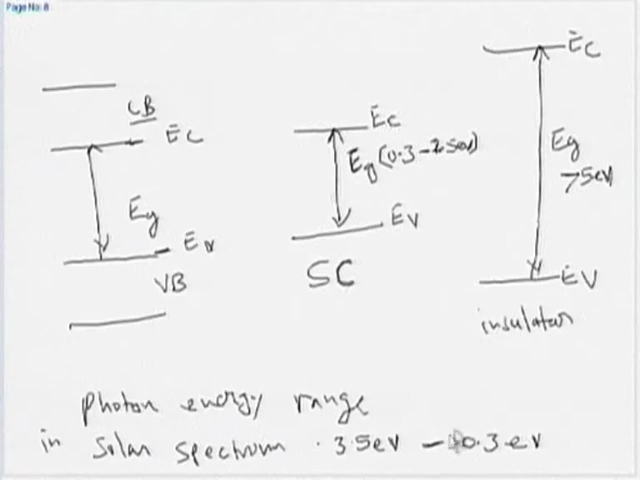 Page No: 8
CB
Ec
Eg
Ev
VB
Ec
Eg (0.3 - 2.50ev)
Ev
SC
Ec
Eg
>5ev
Ev
insulator
photon energy range
in Solar spectrum . 3.5ev - 0.3 ev